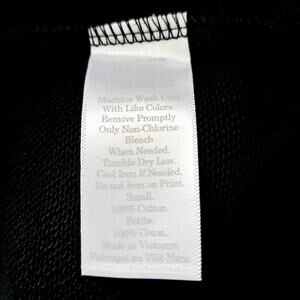 Machine Wash Cold
With Like Colors.
Remove Promptly
Only Non-Chlorine
Bleach
When Needed.
Tumble Dry Low.
Cool Iron If Needed.
Do not Iron on Print.
Small.
100% Cotton.
Petite.
100% Coton.
Made in Vietnam.
Fabriqué au Viêt-Nam.